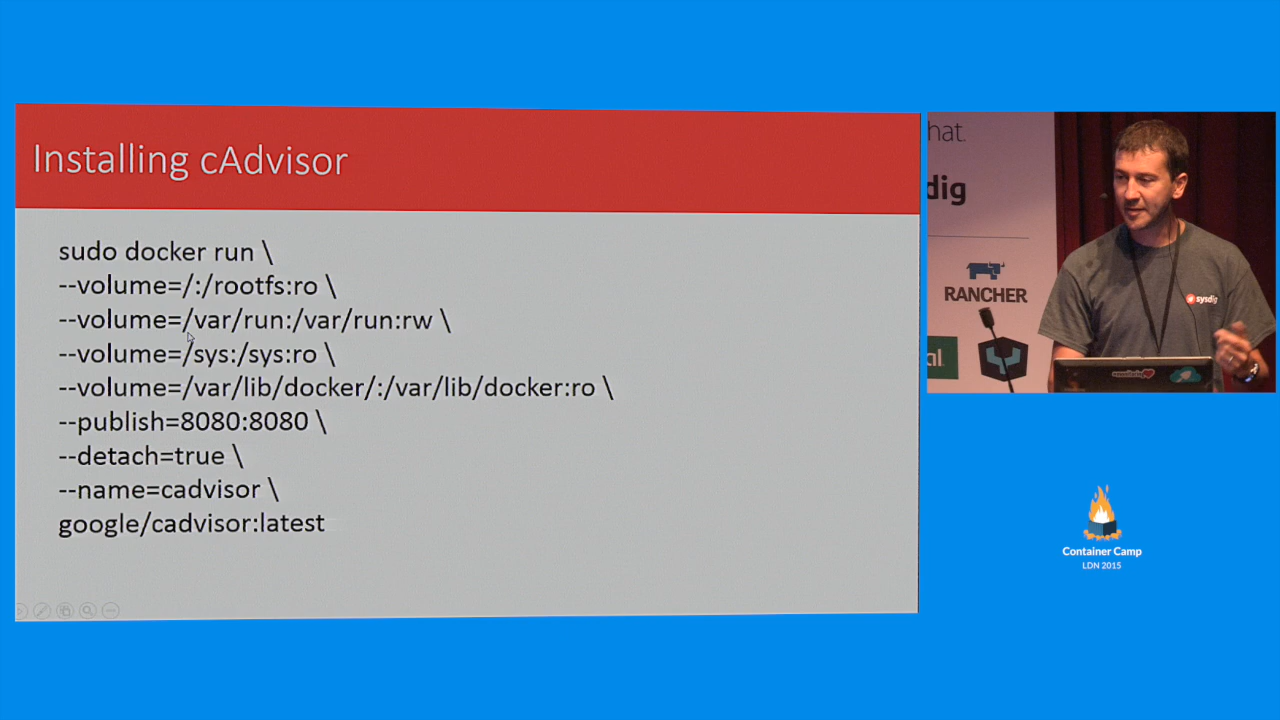 Installing cAdvisor
sudo docker run \
--volume=/:/rootfs:ro \
--volume=/var/run:/var/run:rw \
--volume=/sys:/sys:ro \
--volume=/var/lib/docker/:/var/lib/docker:ro \
--publish=8080:8080 \
--detach=true \
--name=cadvisor \
google/cadvisor:latest
hat.
dig
RANCHER
al
sysdig
Container Camp
LDN 2015